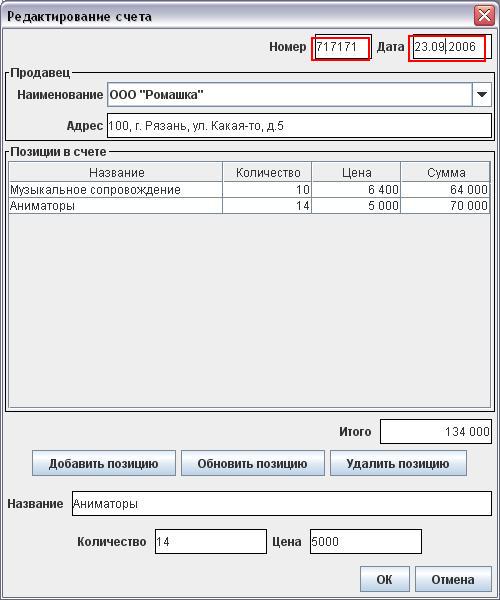 Редактирование счета
Номер 717171 Дата 23.09.2006
Продавец
Наименование ООО "Ромашка"
Адрес 100, г. Рязань, ул. Какая-то, д.5
Позиции в счете
Название Количество Цена Сумма
Музыкальное сопровождение 10 6 400 64 000
Аниматоры 14 5 000 70 000
Итого 134 000
Добавить позицию Обновить позицию Удалить позицию
Название Аниматоры
Количество 14 Цена 5000
ОК Отмена